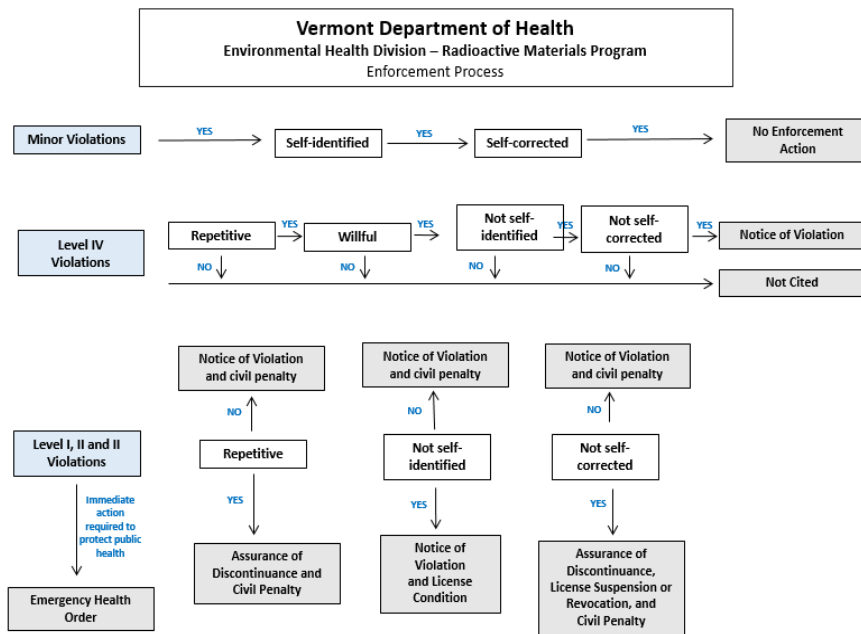 Vermont Department of Health
Environmental Health Division – Radioactive Materials Program
Enforcement Process
Minor Violations
YES
Self-identified
YES
Self-corrected
YES
No Enforcement
Action
Level IV
Violations
Repetitive
YES
Willful
YES
Not self-
identified
YES
Not self-
corrected
YES
Notice of Violation
NO
NO
NO
NO
Not Cited
Notice of Violation
and civil penalty
Notice of Violation
and civil penalty
Notice of Violation
and civil penalty
NO
NO
NO
Level I, II and II
Violations
Repetitive
Not self-
identified
Not self-
corrected
Immediate
action
required to
protect public
health
YES
YES
YES
Emergency Health
Order
Assurance of
Discontinuance and
Civil Penalty
Notice of
Violation
and License
Condition
Assurance of
Discontinuance,
License Suspension or
Revocation, and
Civil Penalty